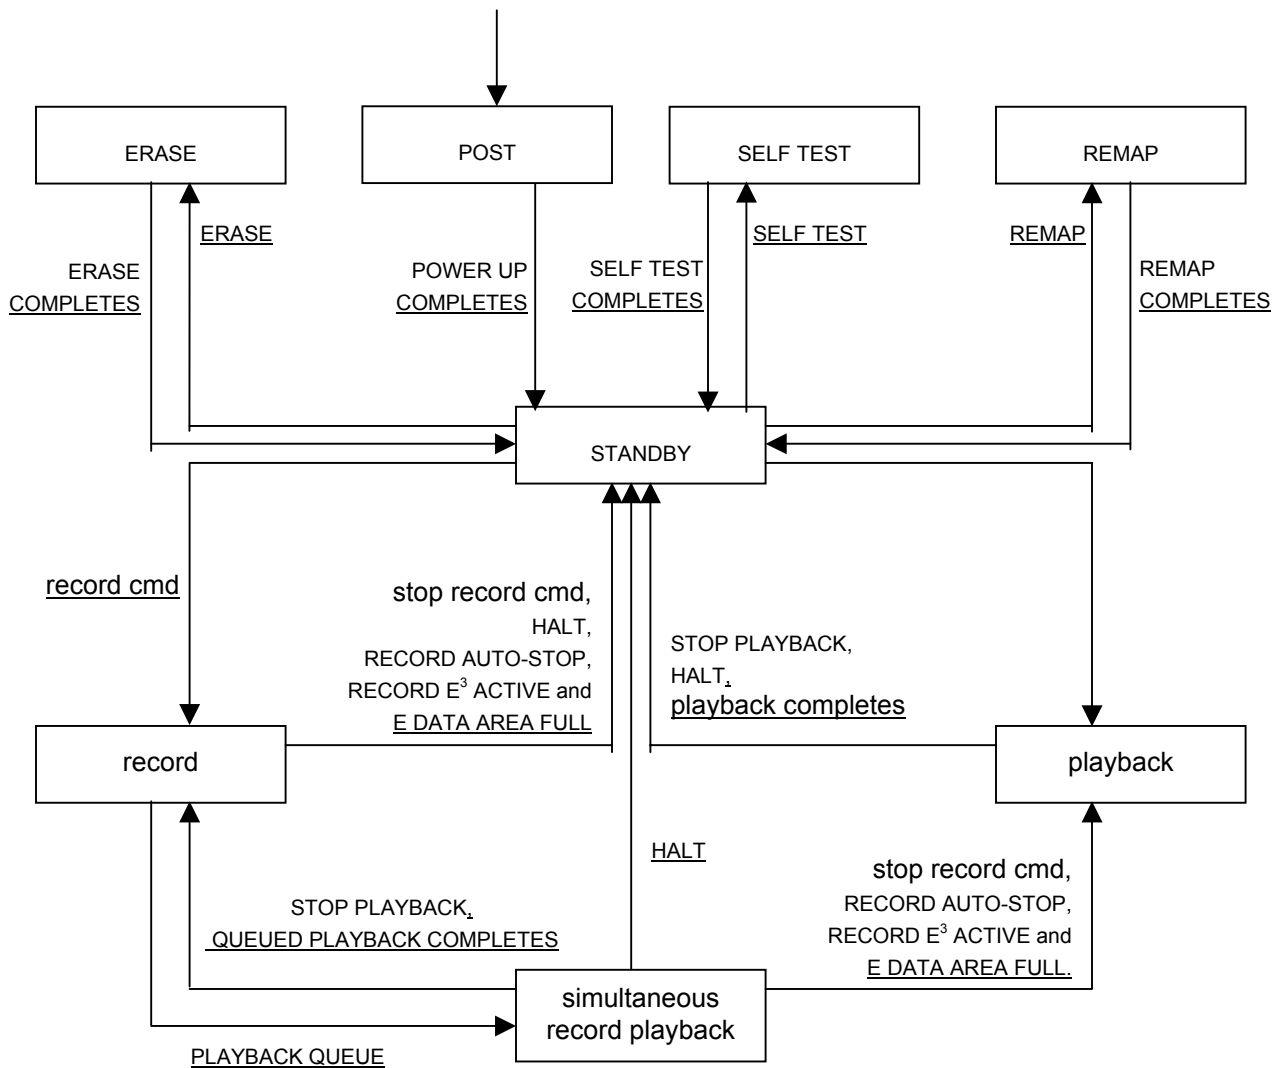 ERASE
POST
SELF TEST
REMAP
ERASE
SELF TEST
REMAP
ERASE
COMPLETES
POWER UP
COMPLETES
SELF TEST
COMPLETES
REMAP
COMPLETES
STANDBY
record cmd
stop record cmd,
HALT,
RECORD AUTO-STOP,
RECORD E³ ACTIVE and
E DATA AREA FULL
STOP PLAYBACK,
HALT,
playback completes
record
playback
HALT
stop record cmd,
RECORD AUTO-STOP,
RECORD E³ ACTIVE and
E DATA AREA FULL.
STOP PLAYBACK,
QUEUED PLAYBACK COMPLETES
simultaneous
record playback
PLAYBACK QUEUE